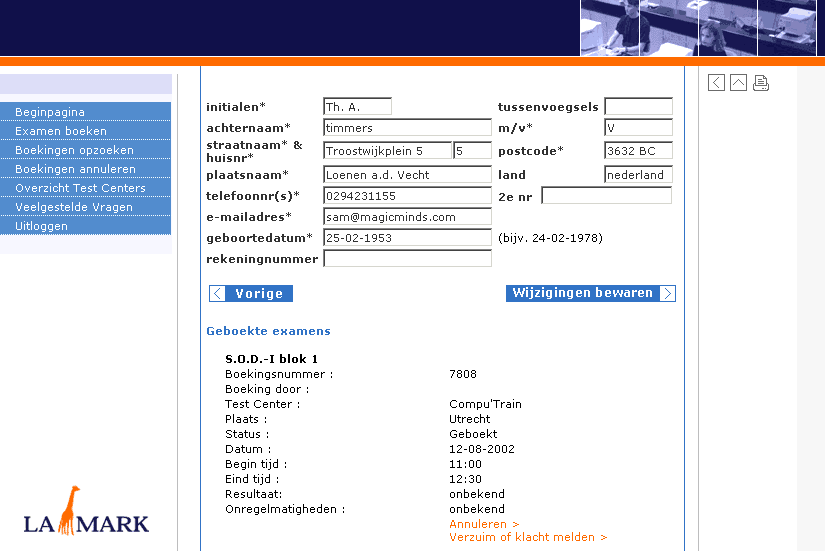 Beginpagina
Examen boeken
Boekingen opzoeken
Boekingen annuleren
Overzicht Test Centers
Veelgestelde Vragen
Uitloggen
initialen* Th. A. tussenvoegsels
achternaam* timmers m/v* V
straatnaam* &
huisnr* Troostwijkplein 5 5 postcode* 3632 BC
plaatsnaam* Loenen a.d. Vecht land nederland
telefoonnr(s)* 0294231155 2e nr
e-mailadres* sam@magicminds.com
geboortedatum* 25-02-1953 (bijv. 24-02-1978)
rekeningnummer
Vorige Wijzigingen bewaren
Geboekte examens
S.O.D.-I blok 1
Boekingsnummer : 7808
Boeking door :
Test Center : Compu'Train
Plaats : Utrecht
Status : Geboekt
Datum : 12-08-2002
Begin tijd : 11:00
Eind tijd : 12:30
Resultaat: onbekend
Onregelmatigheden : onbekend
Annuleren >
Verzuim of klacht melden >
LA MARK